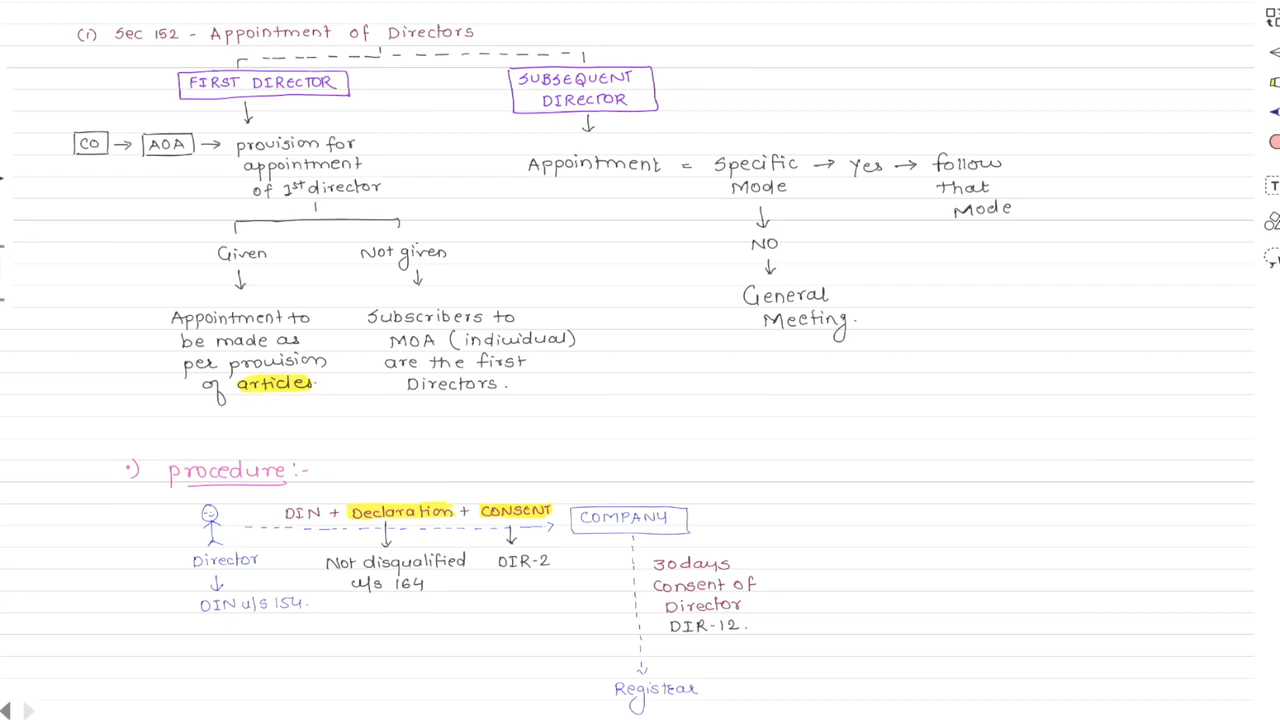 (1) Sec 152 - Appointment of Directors
FIRST DIRECTOR
SUBSEQUENT
DIRECTOR
CO → AOA → provision for
appointment
of 1st director
Given
Not given
Appointment to
be made as
per provision
of articles.
Subscribers to
MOA (individual)
are the first
Directors.
Appointment = Specific → Yes → follow
Mode
that
Mode
NO
General
Meeting.
•) procedure:-
DIN + Declaration + CONSENT
COMPANY
Director
Not disqualified
u/s 164
DIR-2
DIN u/s 154.
30 days
Consent of
Director
DIR-12.
Registrar